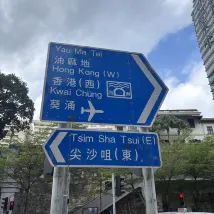 Yau Ma Tei
油麻地
Hong Kong (W)
香港(西)
Kwai Chung
葵涌
Tsim Sha Tsui (E)
尖沙咀(東)